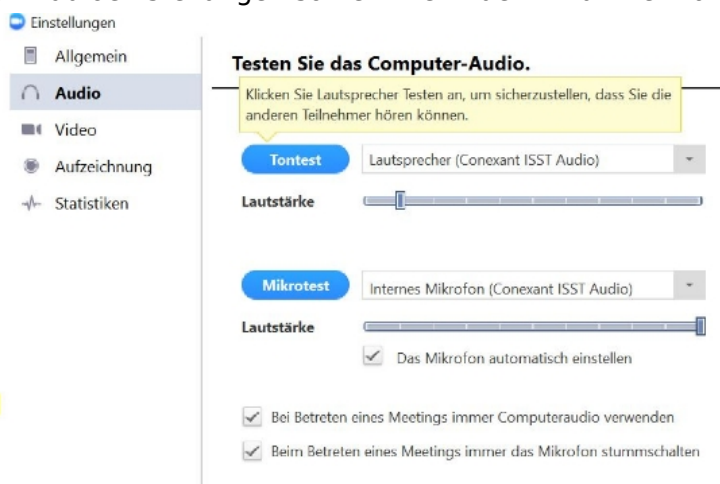 Einstellungen
Allgemein
Audio
Video
Aufzeichnung
Statistiken
Testen Sie das Computer-Audio.
Klicken Sie Lautsprecher Testen an, um sicherzustellen, dass Sie die
anderen Teilnehmer hören können.
Tontest
Lautsprecher (Conexant ISST Audio)
Lautstärke
Mikrotest
Internes Mikrofon (Conexant ISST Audio)
Lautstärke
Das Mikrofon automatisch einstellen
Bei Betreten eines Meetings immer Computeraudio verwenden
Beim Betreten eines Meetings immer das Mikrofon stummschalten